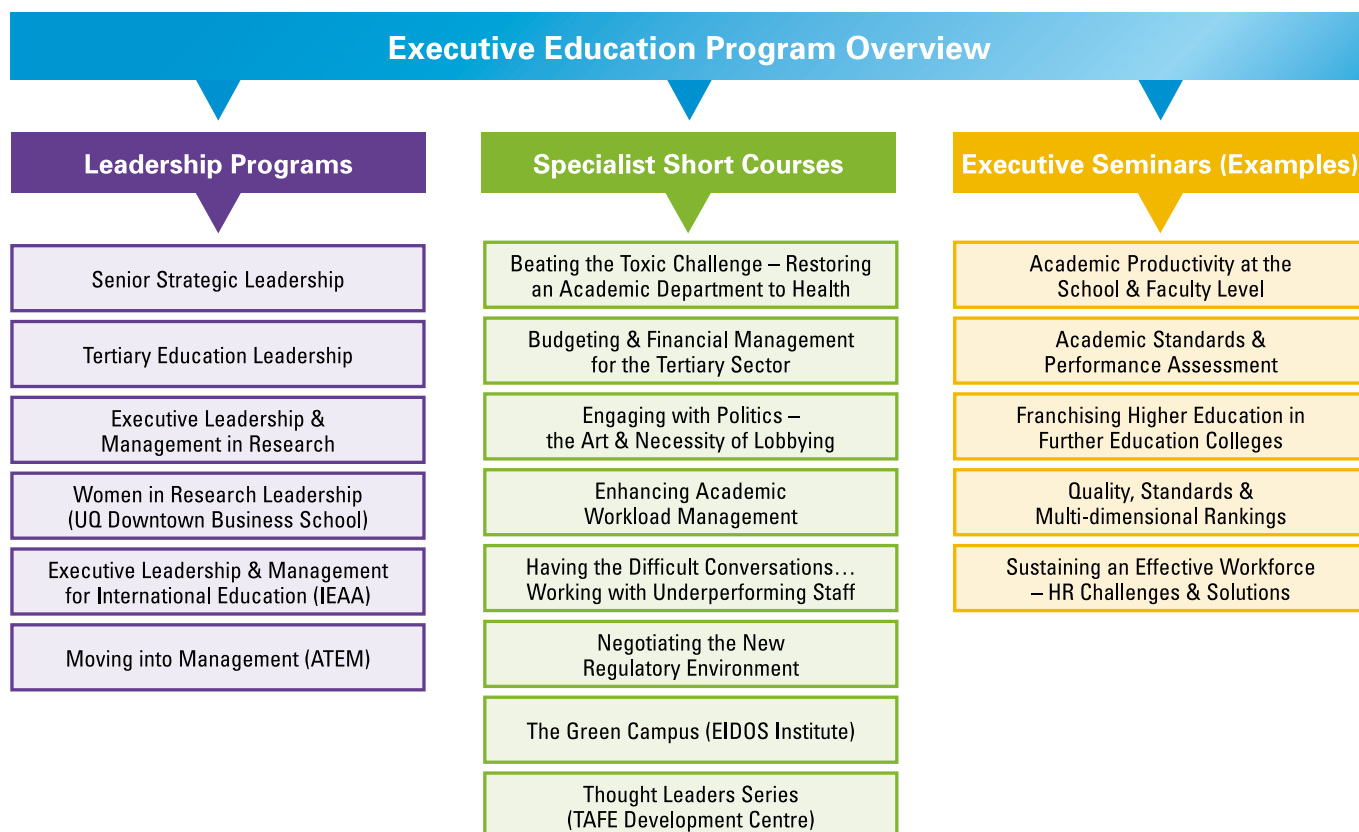 Executive Education Program Overview
Leadership Programs
Senior Strategic Leadership
Tertiary Education Leadership
Executive Leadership &
Management in Research
Women in Research Leadership
(UQ Downtown Business School)
Executive Leadership & Management
for International Education (IEAA)
Moving into Management (ATEM)
Specialist Short Courses
Beating the Toxic Challenge – Restoring
an Academic Department to Health
Budgeting & Financial Management
for the Tertiary Sector
Engaging with Politics –
the Art & Necessity of Lobbying
Enhancing Academic
Workload Management
Having the Difficult Conversations…
Working with Underperforming Staff
Negotiating the New
Regulatory Environment
The Green Campus (EIDOS Institute)
Thought Leaders Series
(TAFE Development Centre)
Executive Seminars (Examples)
Academic Productivity at the
School & Faculty Level
Academic Standards &
Performance Assessment
Franchising Higher Education in
Further Education Colleges
Quality, Standards &
Multi-dimensional Rankings
Sustaining an Effective Workforce
– HR Challenges & Solutions